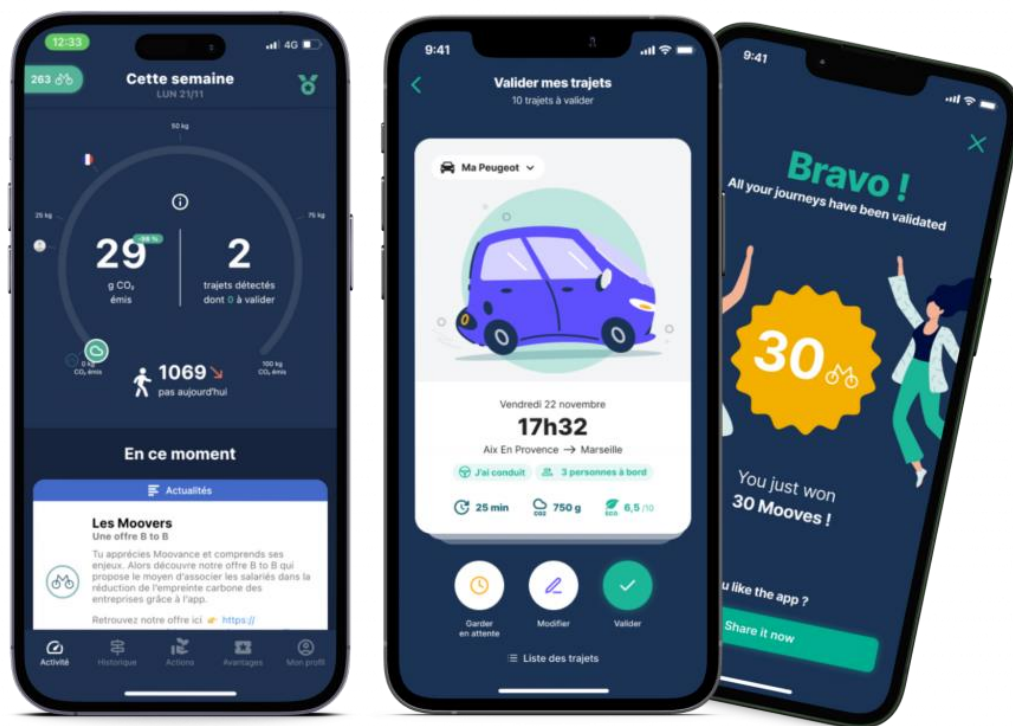 12:33
4G
263
Cette semaine
LUN 21/11
50 kg
25 kg
75 kg
29
-98 %
g CO₂
émis
2
trajets détectés
dont 0 à valider
0 kg
CO₂ émis
100 kg
CO₂ émis
1069
pas aujourd'hui
En ce moment
Actualités
Les Moovers
Une offre B to B
Tu apprécies Moovance et comprends ses
enjeux. Alors découvre notre offre B to B qui
propose le moyen d'associer les salariés dans la
réduction de l'empreinte carbone des
entreprises grâce à l'app.
Retrouvez notre offre ici 👉 https://
Activité
Historique
Actions
Avantages
Mon profil
9:41
Valider mes trajets
10 trajets à valider
Ma Peugeot
Vendredi 22 novembre
17h32
Aix En Provence → Marseille
J'ai conduit
3 personnes à bord
25 min
CO2
750 g
ECO
6,5 /10
Garder
en attente
Modifier
Valider
Liste des trajets
9:41
Bravo !
All your journeys have been validated
30
You just won
30 Mooves !
u like the app ?
Share it now